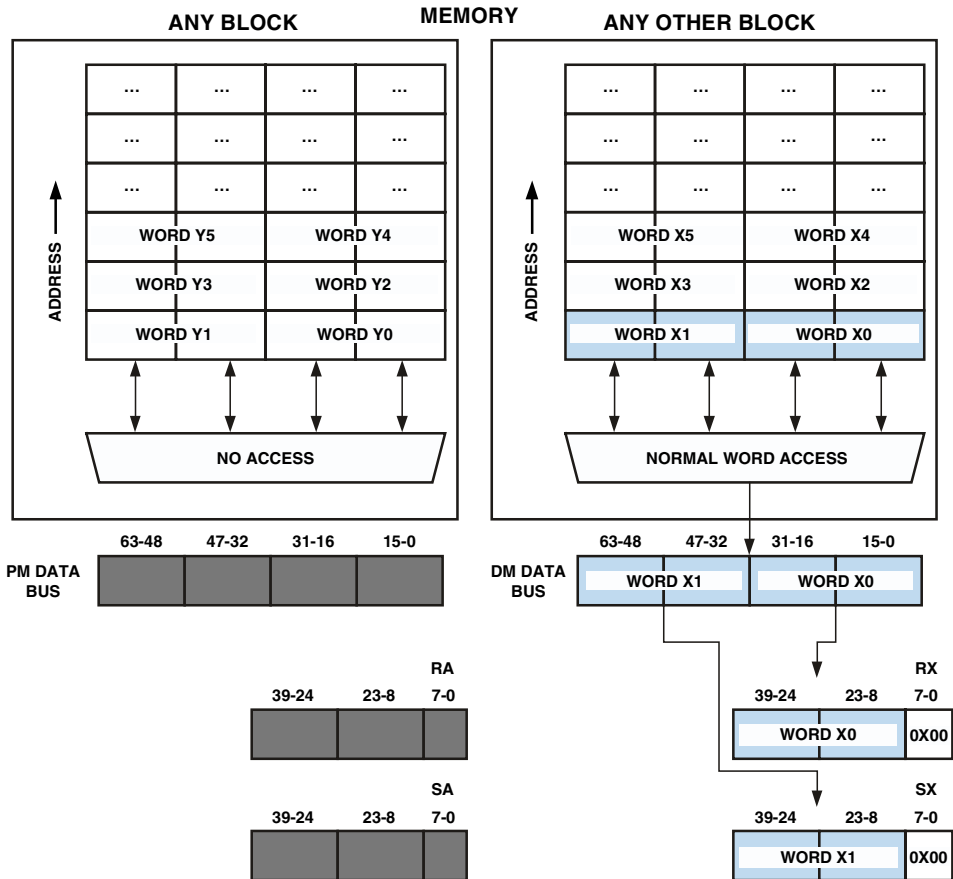 MEMORY
ANY BLOCK
ANY OTHER BLOCK
... ... ... ...
... ... ... ...
... ... ... ...
WORD Y5 WORD Y4
WORD Y3 WORD Y2
WORD Y1 WORD Y0
ADDRESS
NO ACCESS
... ... ... ...
... ... ... ...
... ... ... ...
WORD X5 WORD X4
WORD X3 WORD X2
WORD X1 WORD X0
ADDRESS
NORMAL WORD ACCESS
63-48 47-32 31-16 15-0
PM DATA
BUS
63-48 47-32 31-16 15-0
DM DATA
BUS
WORD X1 WORD X0
RA
39-24 23-8 7-0
RX
39-24 23-8 7-0
WORD X0 0X00
SA
39-24 23-8 7-0
SX
39-24 23-8 7-0
WORD X1 0X00